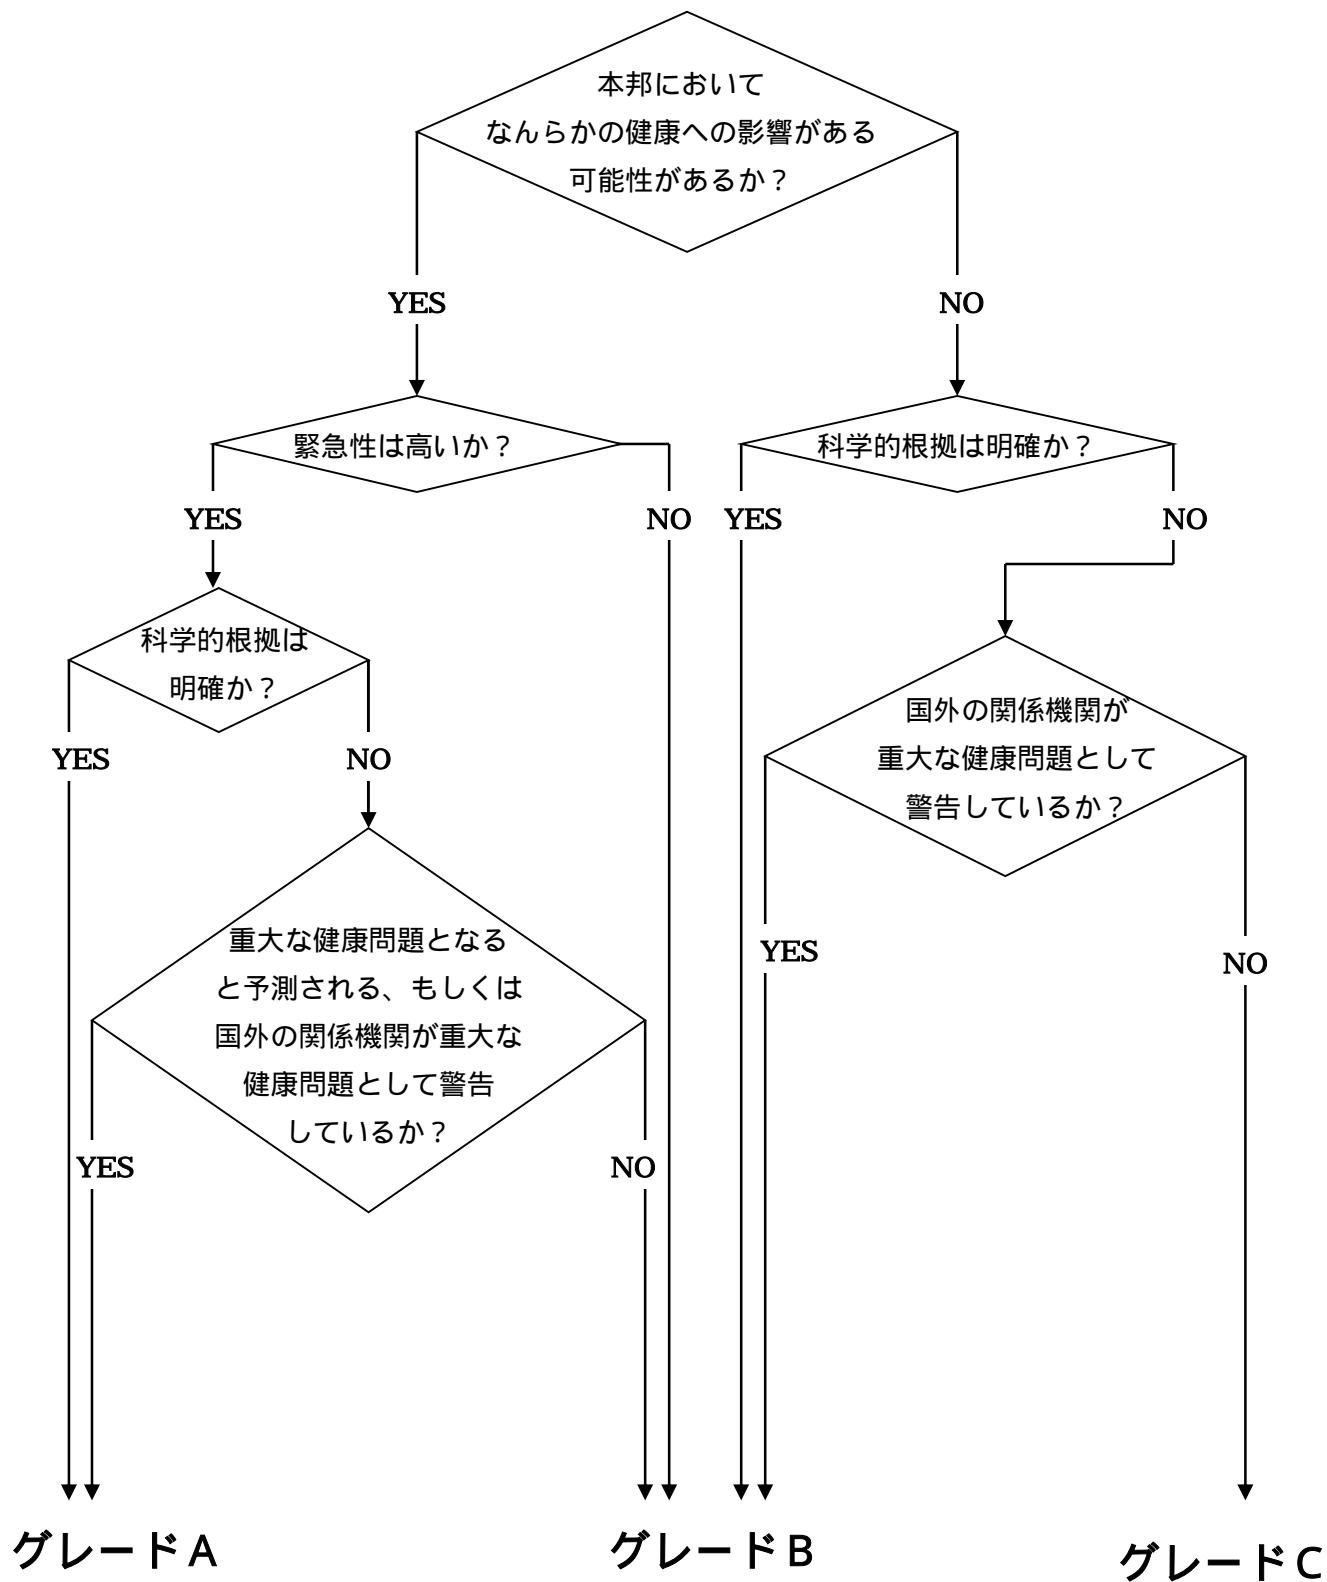 本邦において
なんらかの健康への影響がある
可能性があるか？
YES
NO
緊急性は高いか？
科学的根拠は明確か？
YES
NO
YES
NO
科学的根拠は
明確か？
国外の関係機関が
重大な健康問題として
警告しているか？
YES
NO
重大な健康問題となる
と予測される、もしくは
国外の関係機関が重大な
健康問題として警告
しているか？
YES
NO
YES
NO
グレードA
グレードB
グレードC